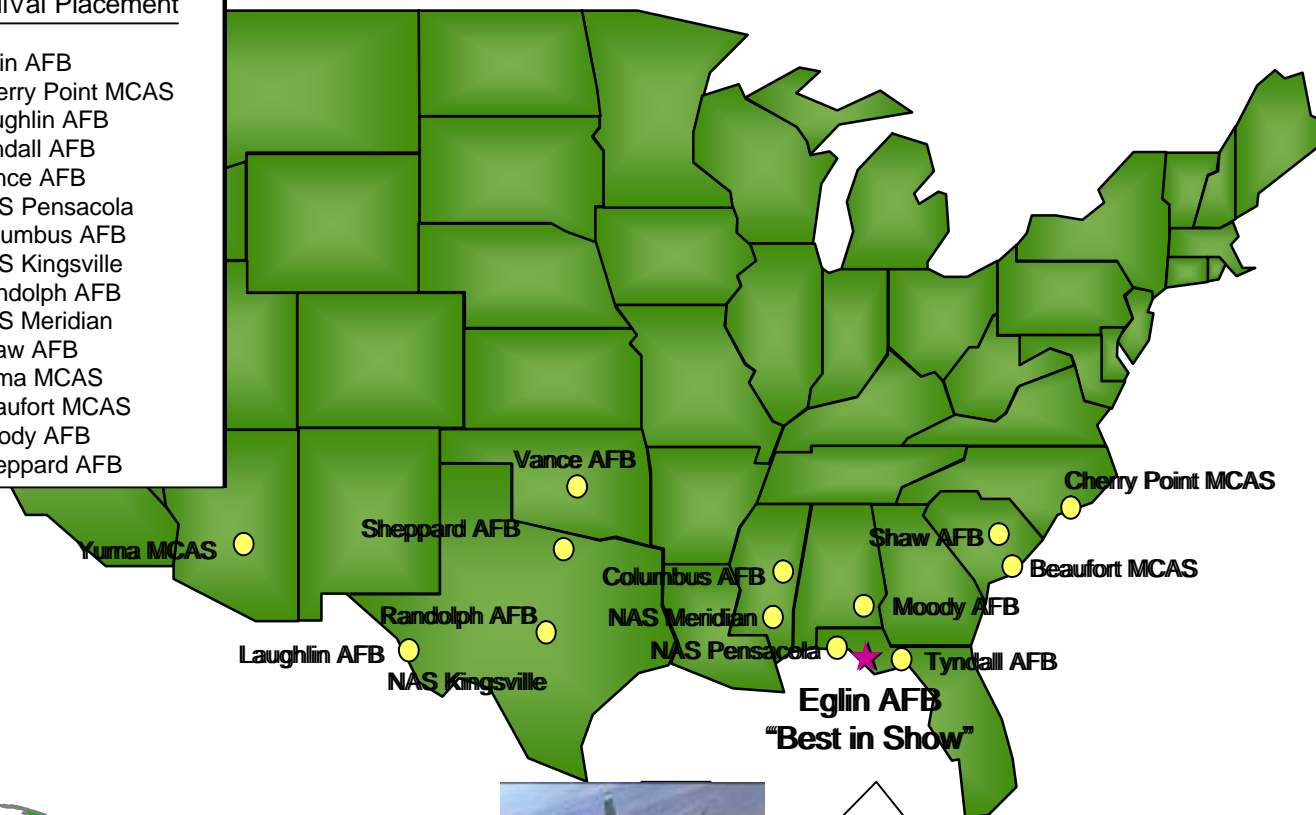 Placement
in AFB
erry Point MCAS
ughlin AFB
ndall AFB
nce AFB
S Pensacola
umbus AFB
S Kingsville
ndolph AFB
S Meridian
aw AFB
ma MCAS
aufort MCAS
ody AFB
eppard AFB
Vance AFB
Cherry Point MCAS
Sheppard AFB
Shaw AFB
Yuma MCAS
Columbus AFB
Beaufort MCAS
Randolph AFB
NAS Meridian
Moody AFB
Laughlin AFB
NAS Pensacola
Tyndall AFB
NAS Kingsville
Eglin AFB
"Best in Show"